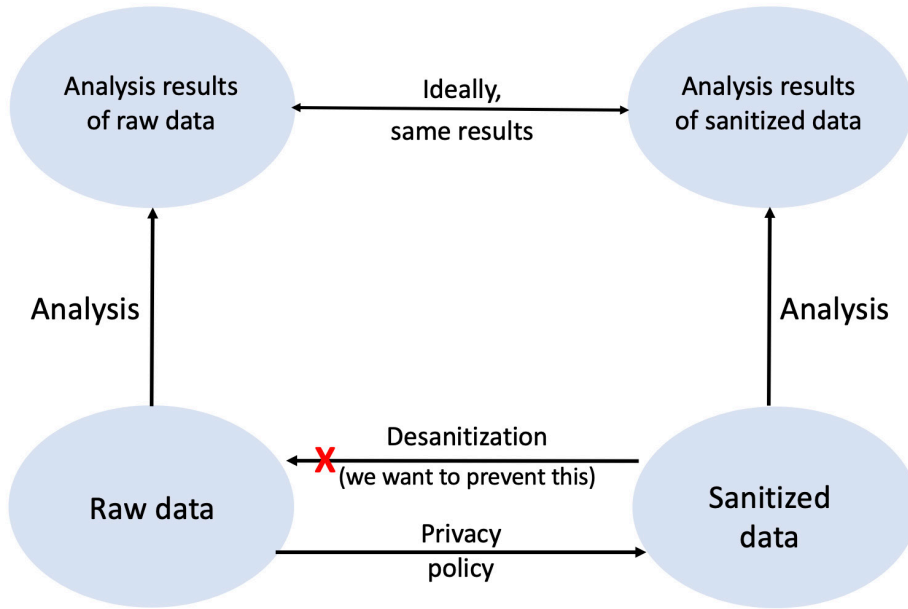 Analysis results
of raw data
Ideally,
same results
Analysis results
of sanitized data
Analysis
Analysis
Desanitization
X
(we want to prevent this)
Raw data
Sanitized
data
Privacy
policy